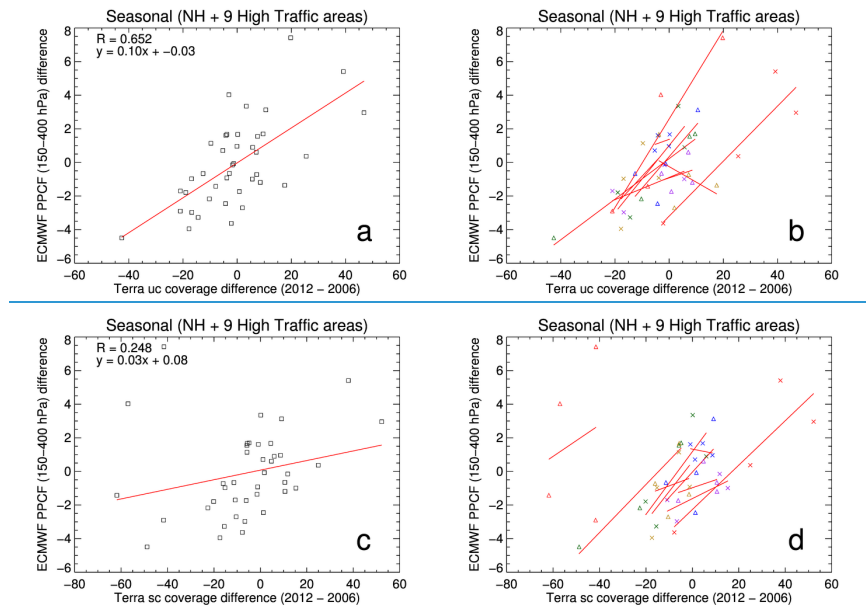 Seasonal (NH + 9 High Traffic areas)
R = 0.652
y = 0.10x + −0.03
ECMWF PPCF (150−400 hPa) difference
8
6
4
2
0
−2
−4
−6
a
−60 −40 −20 0 20 40 60
Terra uc coverage difference (2012 − 2006)
Seasonal (NH + 9 High Traffic areas)
ECMWF PPCF (150−400 hPa) difference
8
6
4
2
0
−2
−4
−6
b
−60 −40 −20 0 20 40 60
Terra uc coverage difference (2012 − 2006)
Seasonal (NH + 9 High Traffic areas)
R = 0.248
y = 0.03x + 0.08
ECMWF PPCF (150−400 hPa) difference
8
6
4
2
0
−2
−4
−6
c
−80 −60 −40 −20 0 20 40 60
Terra sc coverage difference (2012 − 2006)
Seasonal (NH + 9 High Traffic areas)
ECMWF PPCF (150−400 hPa) difference
8
6
4
2
0
−2
−4
−6
d
−80 −60 −40 −20 0 20 40 60
Terra sc coverage difference (2012 − 2006)